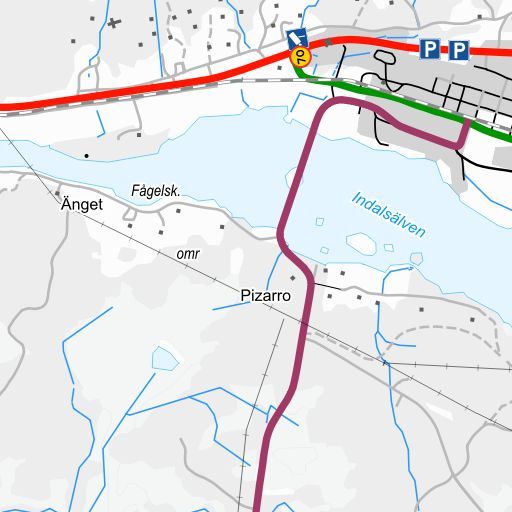 70
P P
Fågelsk.
Änget
Indalsälven
omr
Pizarro